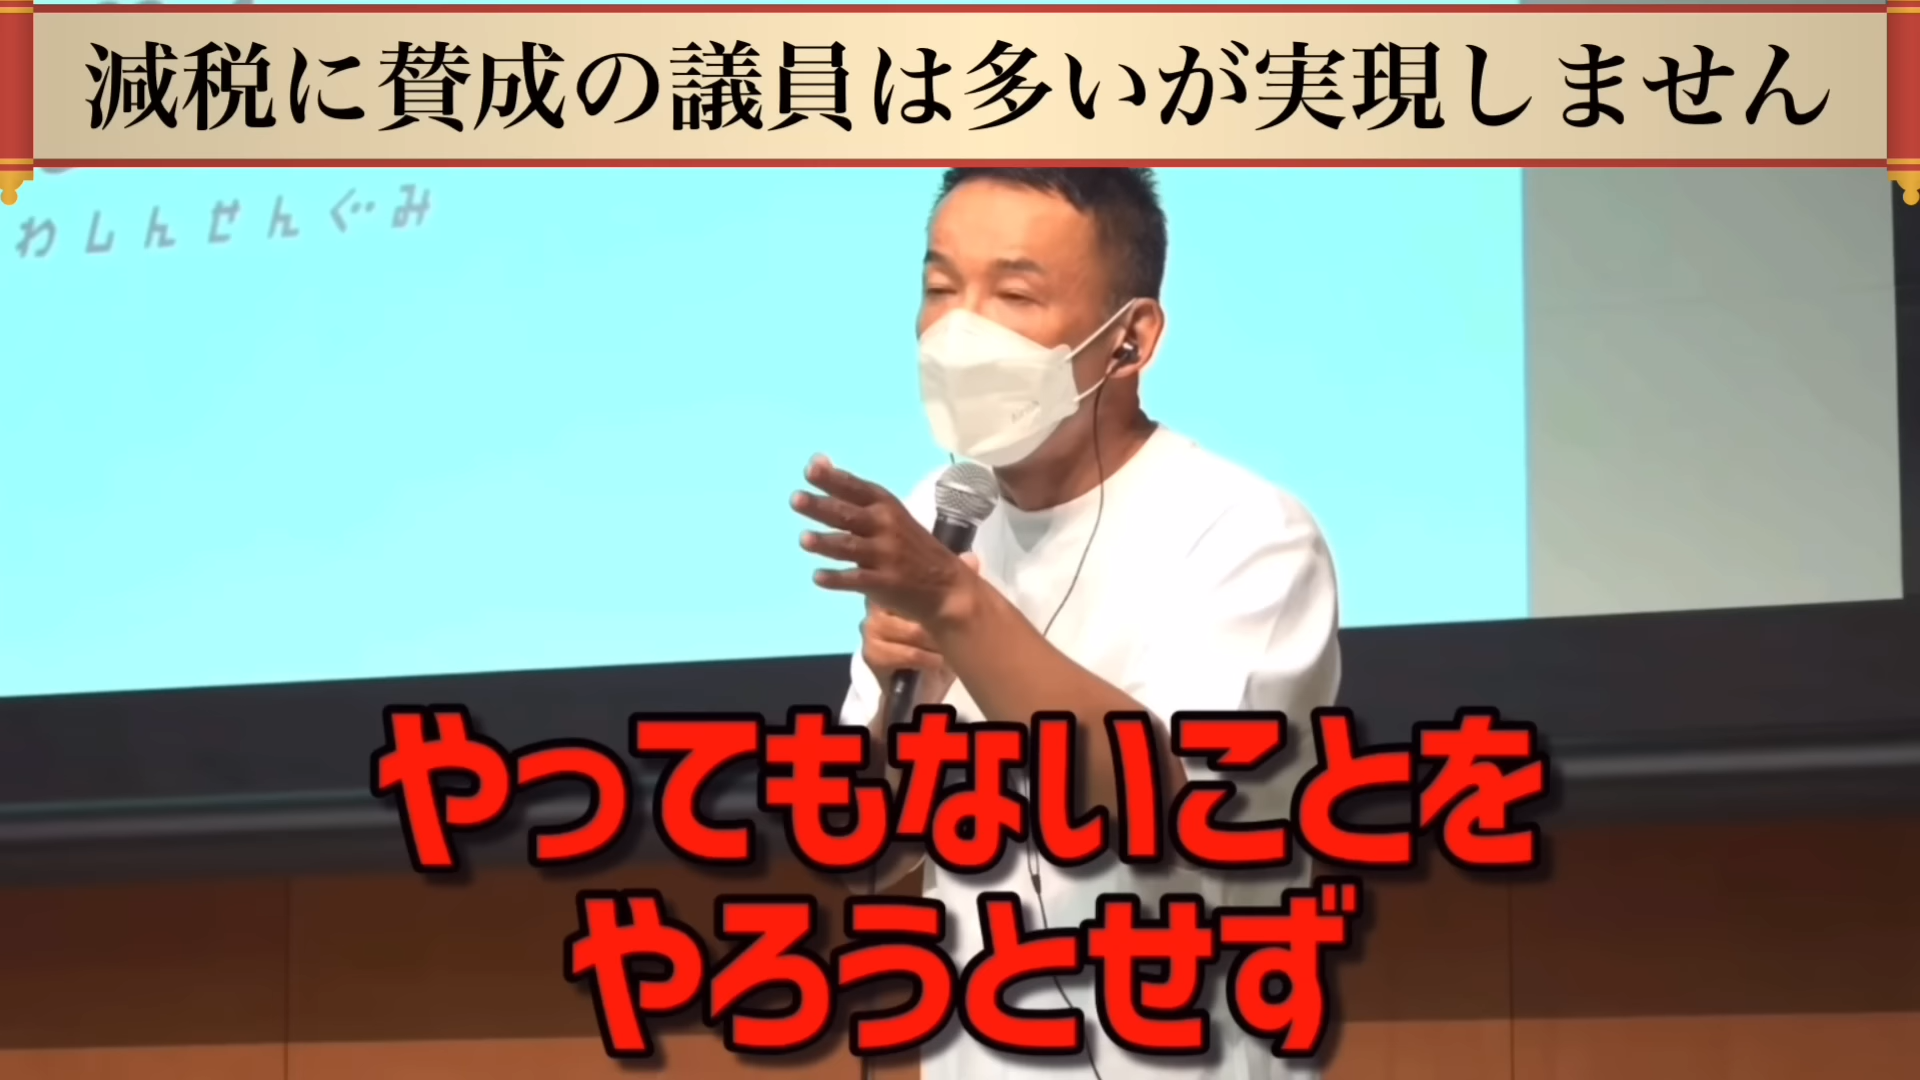 減税に賛成の議員は多いが実現しません
わしんせんぐみ
やってもないことを
やろうとせず